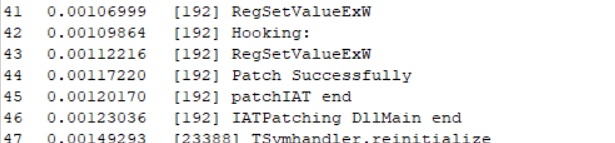 41 0.00106999 [192] RegSetValueExW
42 0.00109864 [192] Hooking:
43 0.00112216 [192] RegSetValueExW
44 0.00117220 [192] Patch Successfully
45 0.00120170 [192] patchIAT end
46 0.00123036 [192] IATPatching DllMain end
47 0.00149293 [23388] TSymhandler.reinitialize